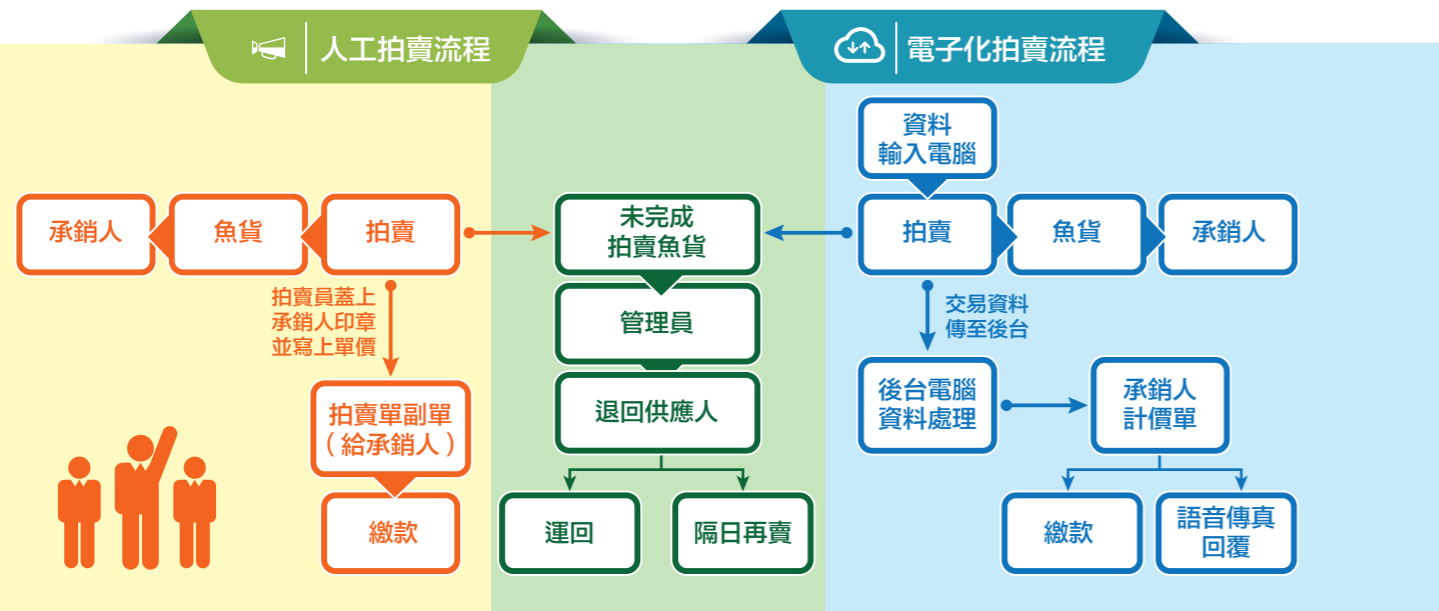 人工拍賣流程
電子化拍賣流程
承銷人
魚貨
拍賣
拍賣員蓋上
承銷人印章
並寫上單價
拍賣單副單
(給承銷人)
繳款
未完成
拍賣魚貨
管理員
退回供應人
運回
隔日再賣
資料
輸入電腦
拍賣
魚貨
承銷人
交易資料
傳至後台
後台電腦
資料處理
承銷人
計價單
繳款
語音傳真
回覆